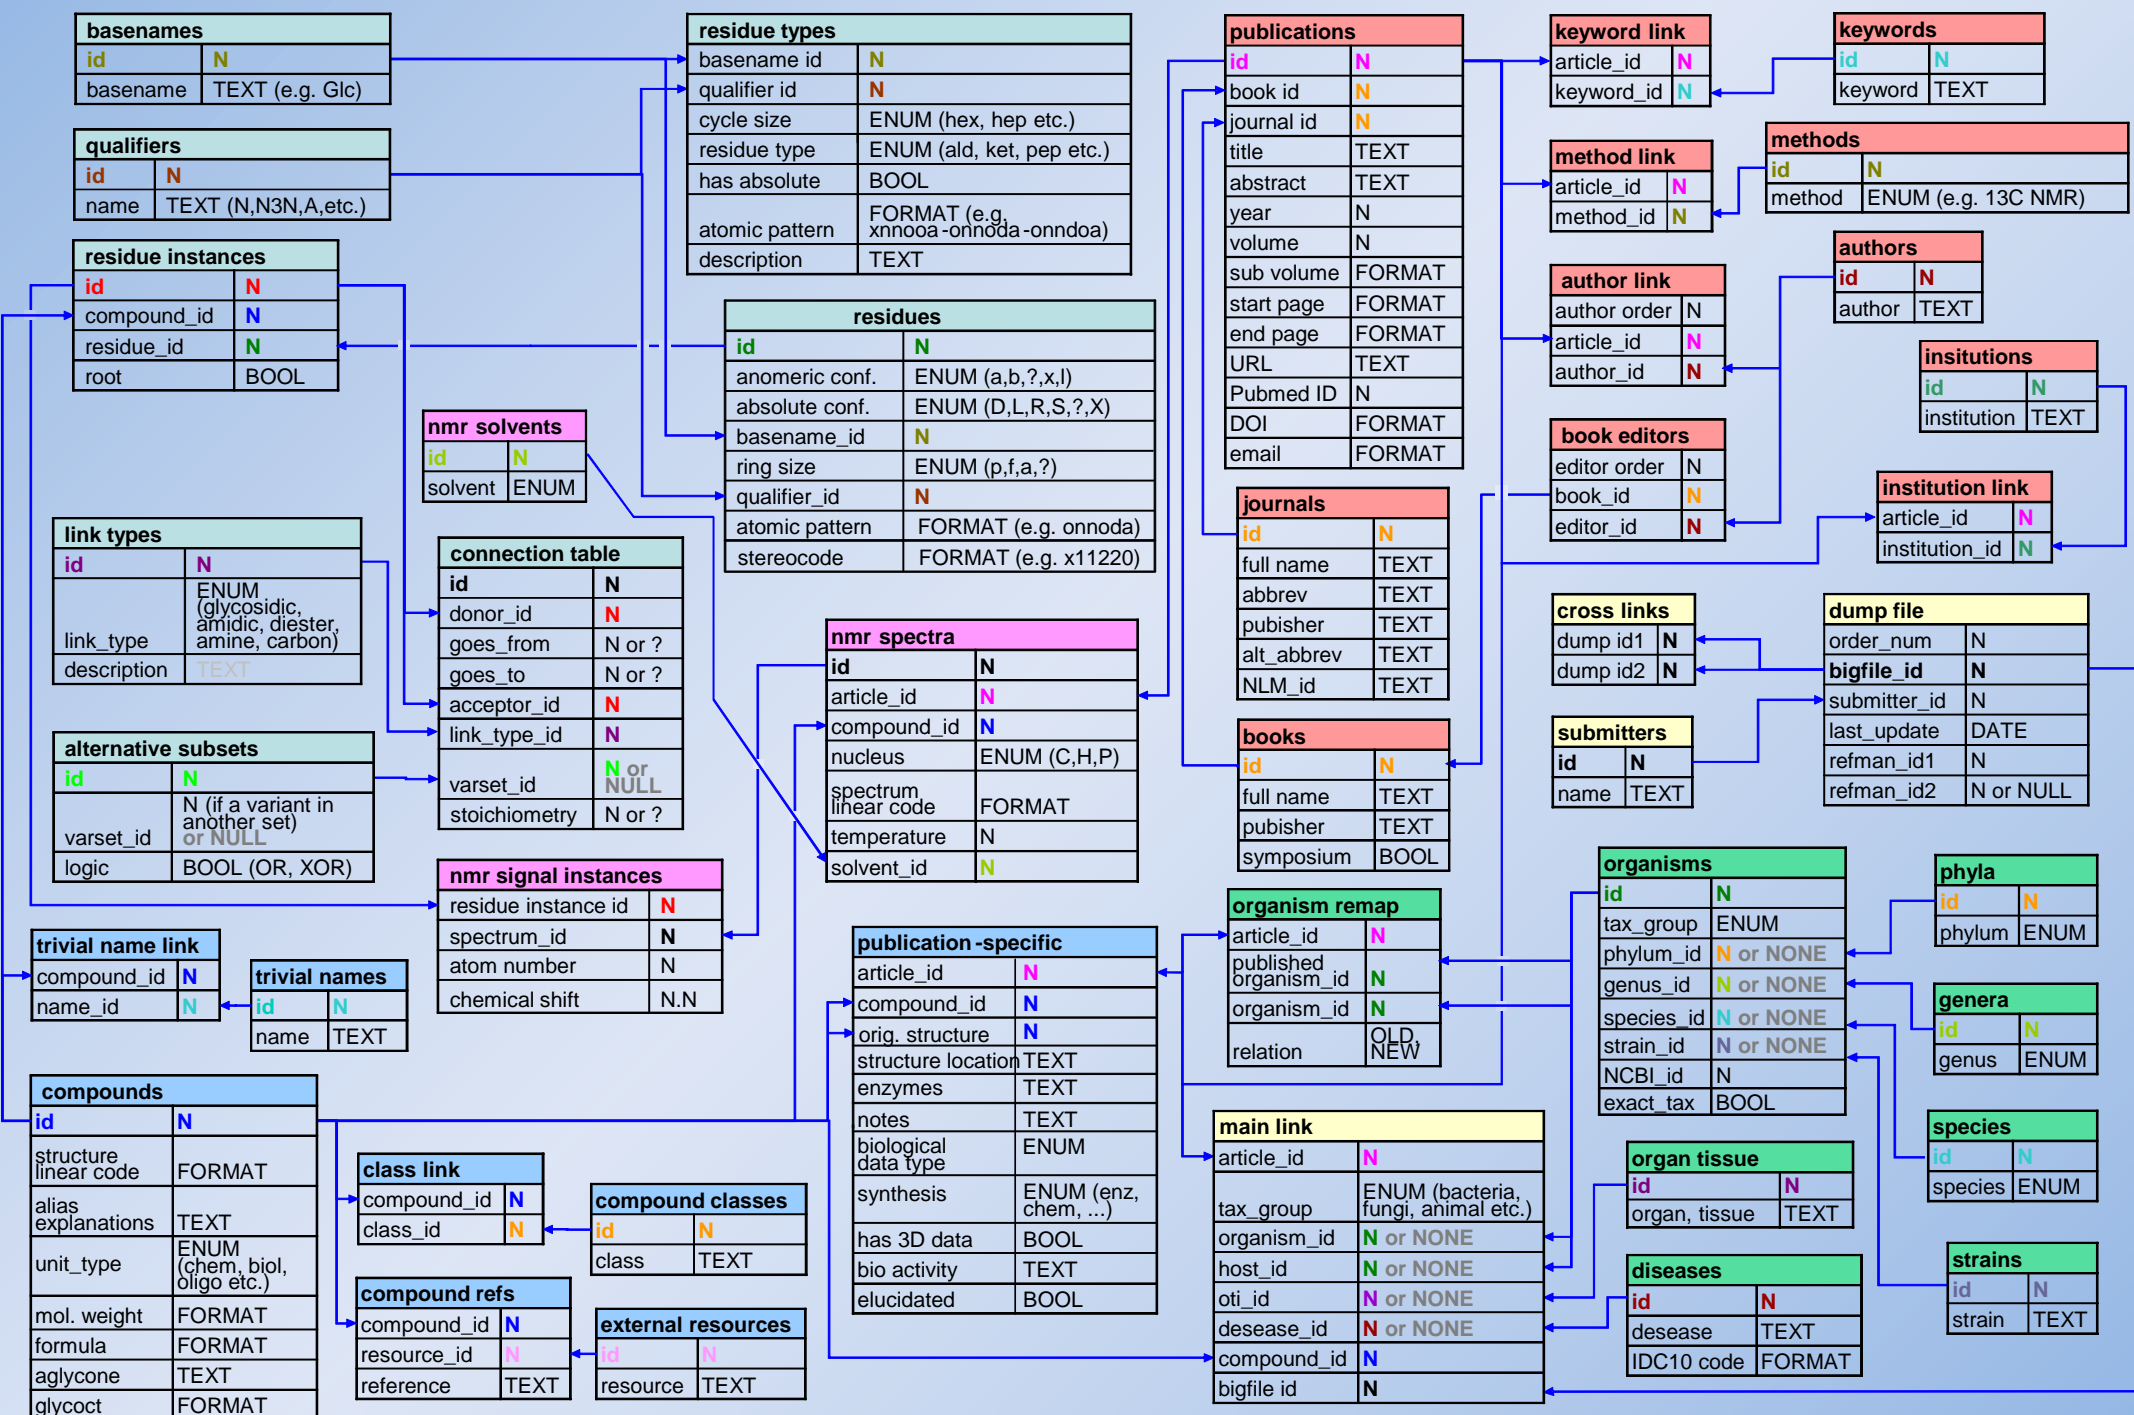 basenames
id N
basename TEXT (e.g. Glc)
qualifiers
id N
name TEXT (N,N3N,A,etc.)
residue instances
id N
compound_id N
residue_id N
root BOOL
residue types
basename id N
qualifier id N
cycle size ENUM (hex, hep etc.)
residue type ENUM (ald, ket, pep etc.)
has absolute BOOL
atomic pattern FORMAT (e.g.
xnnooa-onnoda-onndoa)
description TEXT
residues
id N
anomeric conf. ENUM (a,b,?,x,l)
absolute conf. ENUM (D,L,R,S,?,X)
basename_id N
ring size ENUM (p,f,a,?)
qualifier_id N
atomic pattern FORMAT (e.g. onnoda)
stereocode FORMAT (e.g. x11220)
nmr solvents
id N
solvent ENUM
link types
id N
link_type ENUM
(glycosidic,
amidic, diester,
amine, carbon)
description TEXT
alternative subsets
id N
varset_id N (if a variant in
another set)
or NULL
logic BOOL (OR, XOR)
connection table
id N
donor_id N
goes_from N or ?
goes_to N or ?
acceptor_id N
link_type_id N
varset_id N or
NULL
stoichiometry N or ?
nmr spectra
id N
article_id N
compound_id N
nucleus ENUM (C,H,P)
spectrum
linear code FORMAT
temperature N
solvent_id N
nmr signal instances
residue instance id N
spectrum_id N
atom number N
chemical shift N.N
trivial name link
compound_id N
name_id N
trivial names
id N
name TEXT
compounds
id N
structure
linear code FORMAT
alias
explanations TEXT
unit_type ENUM
(chem, biol,
oligo etc.)
mol. weight FORMAT
formula FORMAT
aglycone TEXT
glycoct FORMAT
class link
compound_id N
class_id N
compound classes
id N
class TEXT
compound refs
compound_id N
resource_id N
reference TEXT
external resources
id N
resource TEXT
publication-specific
article_id N
compound_id N
orig. structure N
structure location TEXT
enzymes TEXT
notes TEXT
biological
data type ENUM
synthesis ENUM (enz,
chem, ...)
has 3D data BOOL
bio activity TEXT
elucidated BOOL
publications
id N
book id N
journal id N
title TEXT
abstract TEXT
year N
volume N
sub volume FORMAT
start page FORMAT
end page FORMAT
URL TEXT
Pubmed ID N
DOI FORMAT
email FORMAT
journals
id N
full name TEXT
abbrev TEXT
pubisher TEXT
alt_abbrev TEXT
NLM_id TEXT
books
id N
full name TEXT
pubisher TEXT
symposium BOOL
organism remap
article_id N
published
organism_id N
organism_id N
relation OLD,
NEW
main link
article_id N
tax_group ENUM (bacteria,
fungi, animal etc.)
organism_id N or NONE
host_id N or NONE
oti_id N or NONE
desease_id N or NONE
compound_id N
bigfile id N
keyword link
article_id N
keyword_id N
keywords
id N
keyword TEXT
method link
article_id N
method_id N
methods
id N
method ENUM (e.g. 13C NMR)
author link
author order N
article_id N
author_id N
authors
id N
author TEXT
book editors
editor order N
book_id N
editor_id N
insitutions
id N
institution TEXT
institution link
article_id N
institution_id N
cross links
dump id1 N
dump id2 N
submitters
id N
name TEXT
dump file
order_num N
bigfile_id N
submitter_id N
last_update DATE
refman_id1 N
refman_id2 N or NULL
organisms
id N
tax_group ENUM
phylum_id N or NONE
genus_id N or NONE
species_id N or NONE
strain_id N or NONE
NCBI_id N
exact_tax BOOL
phyla
id N
phylum ENUM
genera
id N
genus ENUM
species
id N
species ENUM
strains
id N
strain TEXT
organ tissue
id N
organ, tissue TEXT
diseases
id N
desease TEXT
IDC10 code FORMAT